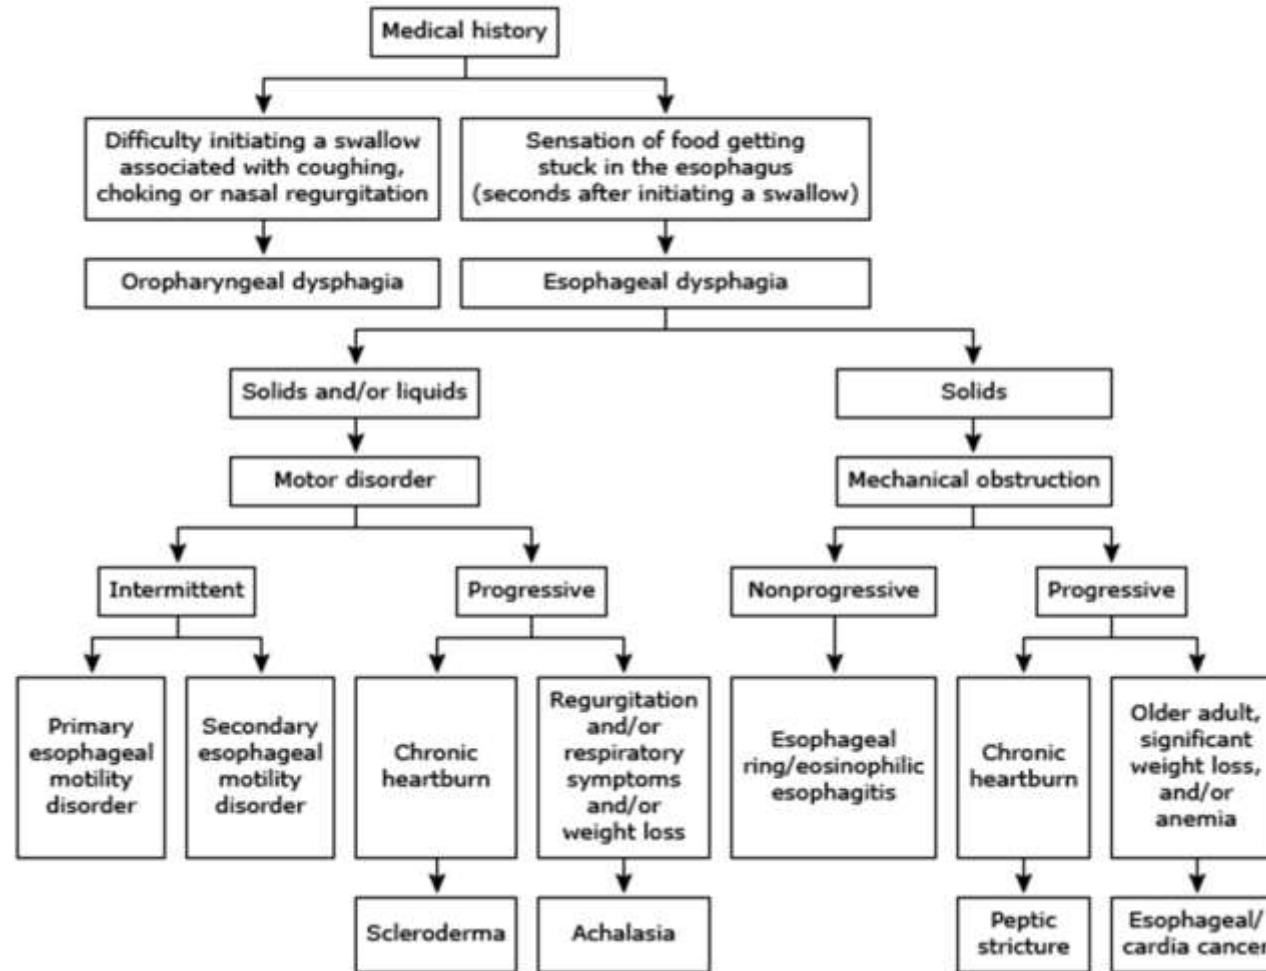 Medical history
Difficulty initiating a swallow
associated with coughing,
choking or nasal regurgitation
Sensation of food getting
stuck in the esophagus
(seconds after initiating a swallow)
Oropharyngeal dysphagia
Esophageal dysphagia
Solids and/or liquids
Solids
Motor disorder
Mechanical obstruction
Intermittent
Progressive
Nonprogressive
Progressive
Primary
esophageal
motility
disorder
Secondary
esophageal
motility
disorder
Chronic
heartburn
Regurgitation
and/or
respiratory
symptoms
and/or
weight loss
Esophageal
ring/eosinophilic
esophagitis
Chronic
heartburn
Older adult,
significant
weight loss,
and/or
anemia
Scleroderma
Achalasia
Peptic
stricture
Esophageal/
cardia cancer